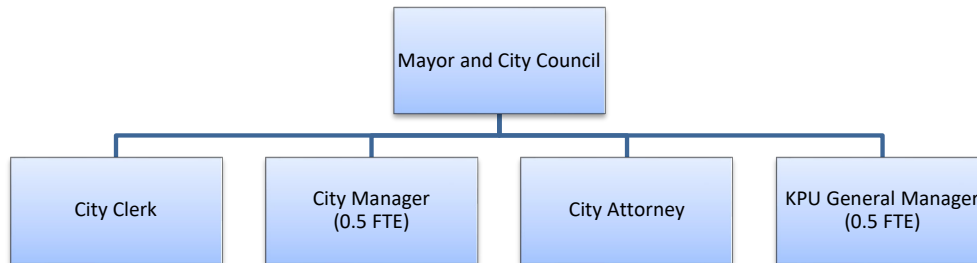 Mayor and City Council
City Clerk
City Manager
(0.5 FTE)
City Attorney
KPU General Manager
(0.5 FTE)